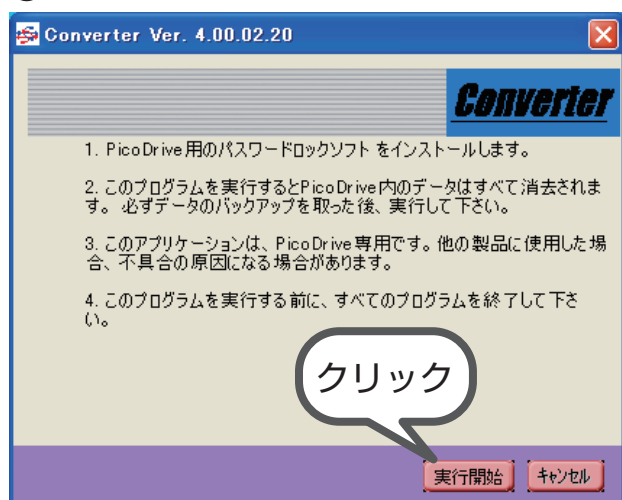 Converter Ver. 4.00.02.20
Converter
1. PicoDrive用のパスワードロックソフト をインストールします。
2. このプログラムを実行するとPicoDrive内のデータはすべて消去されま
す。 必ずデータのバックアップを取った後、実行して下さい。
3. このアプリケーションは、PicoDrive専用です。他の製品に使用した場
合、不具合の原因になる場合があります。
4. このプログラムを実行する前に、すべてのプログラムを終了して下さ
い。
クリック
実行開始
キャンセル